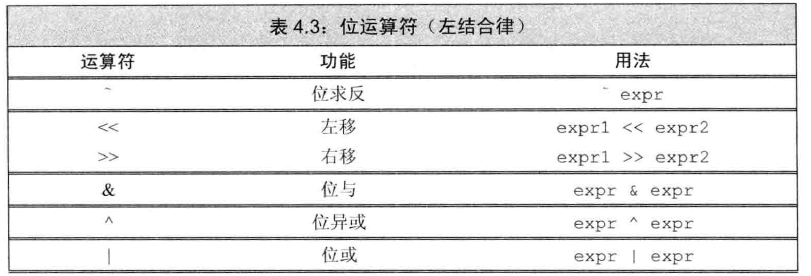 表 4.3：位运算符（左结合律）
运算符 功能 用法
~ 位求反 ~ expr
<< 左移 expr1 << expr2
>> 右移 expr1 >> expr2
& 位与 expr & expr
^ 位异或 expr ^ expr
| 位或 expr | expr